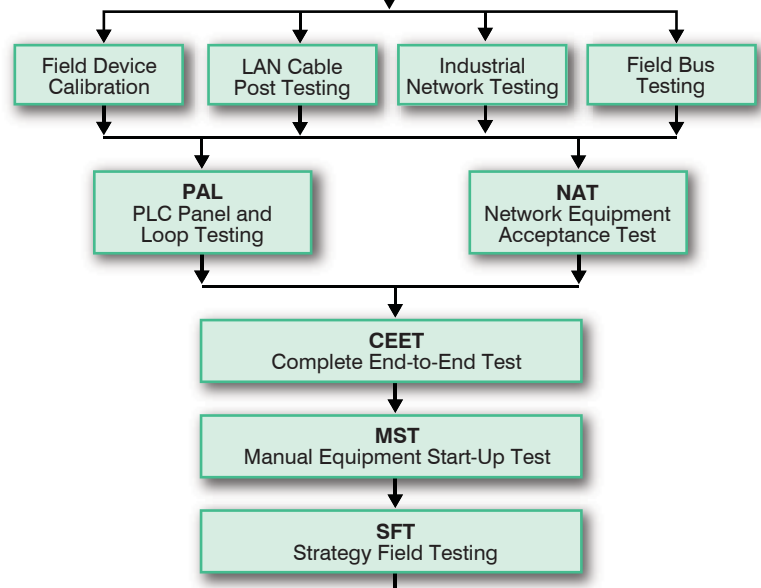 Field Device
Calibration
LAN Cable
Post Testing
Industrial
Network Testing
Field Bus
Testing
PAL
PLC Panel and
Loop Testing
NAT
Network Equipment
Acceptance Test
CEET
Complete End-to-End Test
MST
Manual Equipment Start-Up Test
SFT
Strategy Field Testing